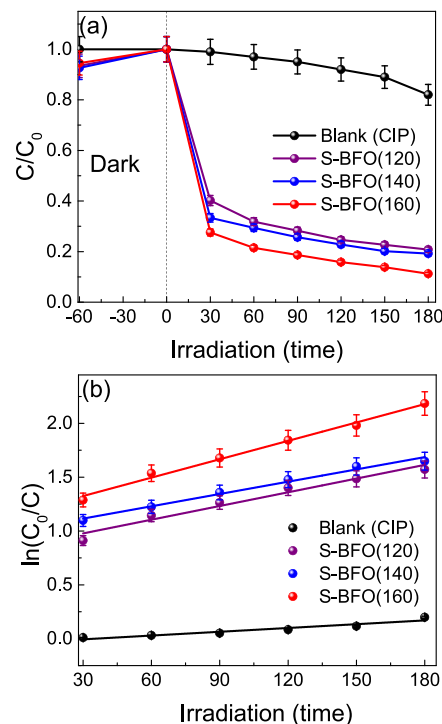 (a)
1.0
0.8
0.6
0.4
0.2
0.0
C/C₀
Dark
Blank (CIP)
S-BFO(120)
S-BFO(140)
S-BFO(160)
-60 -30 0 30 60 90 120 150 180
Irradiation (time)
(b)
2.0
1.5
1.0
0.5
0.0
ln(C₀/C)
Blank (CIP)
S-BFO(120)
S-BFO(140)
S-BFO(160)
30 60 90 120 150 180
Irradiation (time)